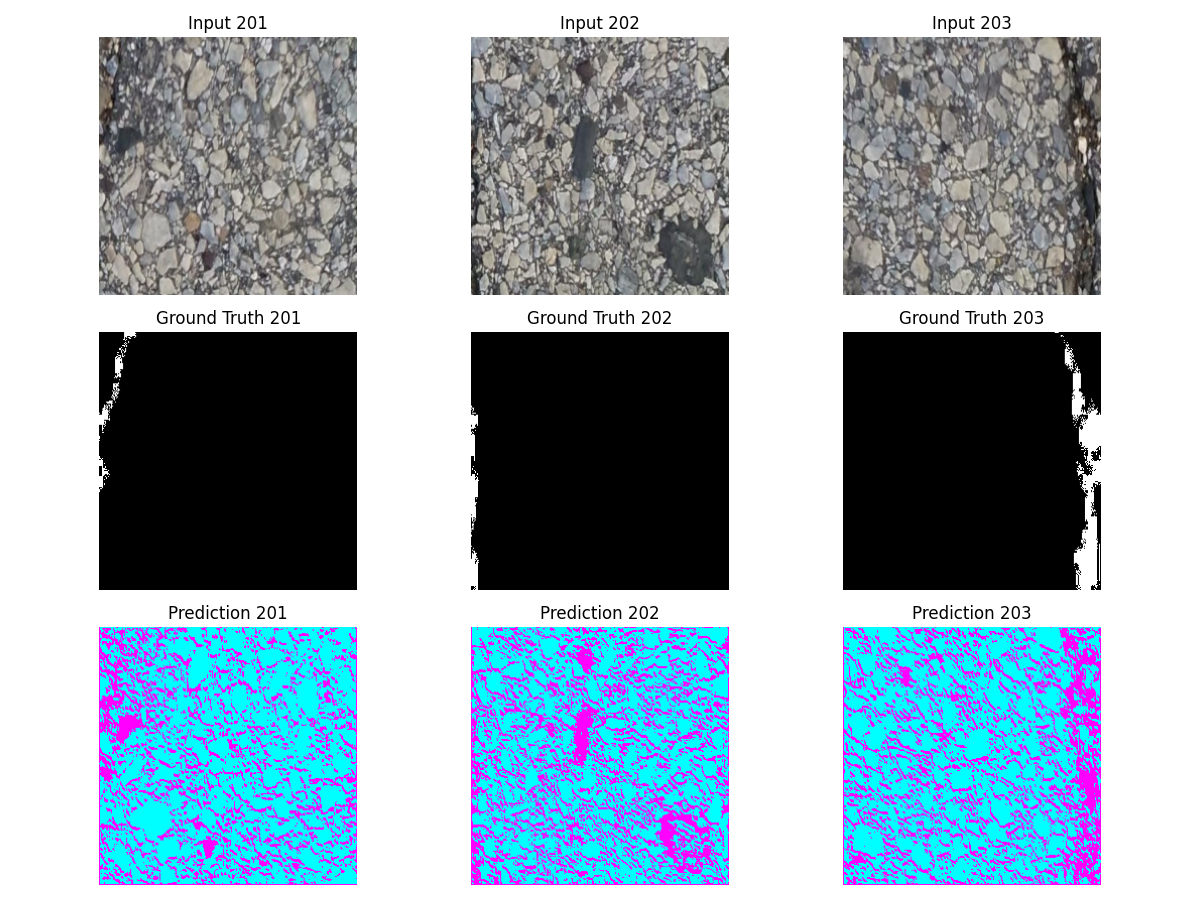 Input 201
Input 202
Input 203
Ground Truth 201
Ground Truth 202
Ground Truth 203
Prediction 201
Prediction 202
Prediction 203